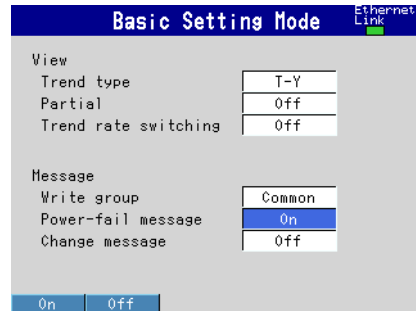 Basic Setting Mode
Ethernet
Link
View
Trend type T-Y
Partial Off
Trend rate switching Off
Message
Write group Common
Power-fail message On
Change message Off
On Off